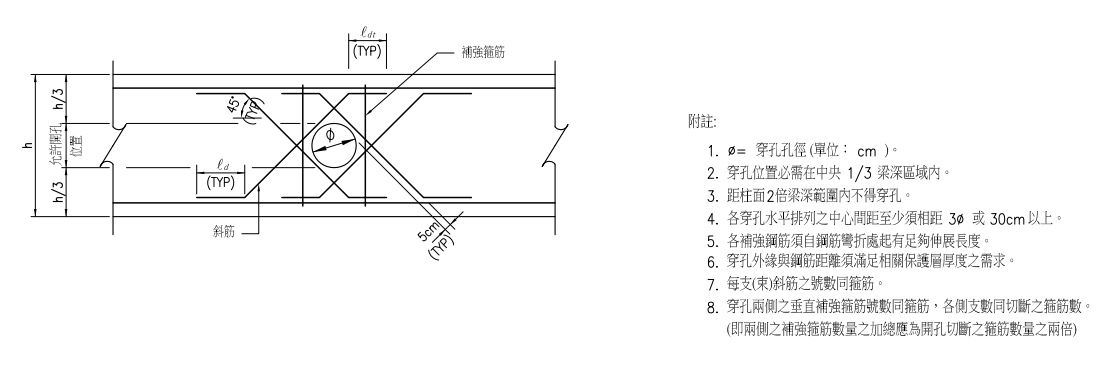 ℓdt
(TYP)
補強箍筋
45°
(TYP)
h/3
h
允許開孔
位置
ø
ℓd
(TYP)
h/3
斜筋
5cm
(TYP)
附註:
1. ø= 穿孔孔徑(單位: cm )。
2. 穿孔位置必需在中央 1/3 梁深區域內。
3. 距柱面2倍梁深範圍內不得穿孔。
4. 各穿孔水平排列之中心間距至少須相距 3ø 或 30cm以上。
5. 各補強鋼筋須自鋼筋彎折處起有足夠伸展長度。
6. 穿孔外緣與鋼筋距離須滿足相關保護層厚度之需求。
7. 每支(束)斜筋之號數同箍筋。
8. 穿孔兩側之垂直補強箍筋號數同箍筋，各側支數同切斷之箍筋數。
(即兩側之補強箍筋數量之加總應為開孔切斷之箍筋數量之兩倍)